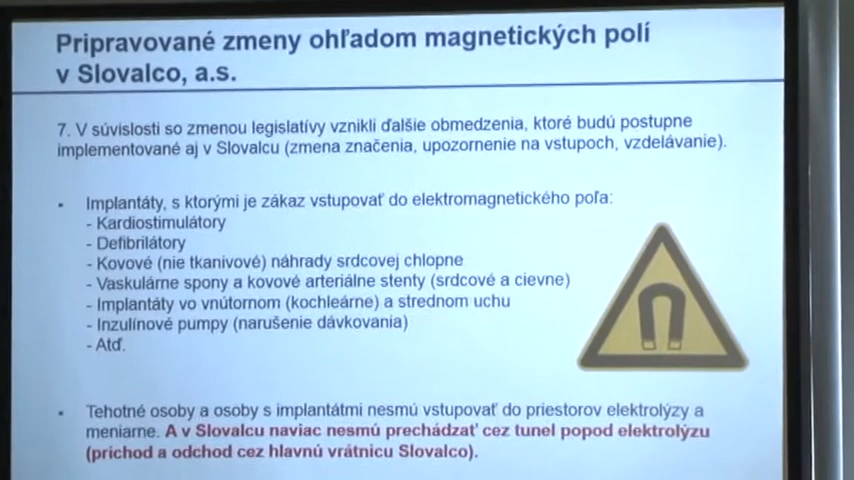 Pripravované zmeny ohľadom magnetických polí
v Slovalco, a.s.
7. V súvislosti so zmenou legislatívy vznikli ďalšie obmedzenia, ktoré budú postupne
implementované aj v Slovalcu (zmena značenia, upozornenie na vstupoch, vzdelávanie).
▪ Implantáty, s ktorými je zákaz vstupovať do elektromagnetického poľa:
- Kardiostimulátory
- Defibrilátory
- Kovové (nie tkanivové) náhrady srdcovej chlopne
- Vaskulárne spony a kovové arteriálne stenty (srdcové a cievne)
- Implantáty vo vnútornom (kochleárne) a strednom uchu
- Inzulínové pumpy (narušenie dávkovania)
- Atď.
▪ Tehotné osoby a osoby s implantátmi nesmú vstupovať do priestorov elektrolýzy a
meniarne. A v Slovalcu naviac nesmú prechádzať cez tunel popod elektrolýzu
(príchod a odchod cez hlavnú vrátnicu Slovalco).